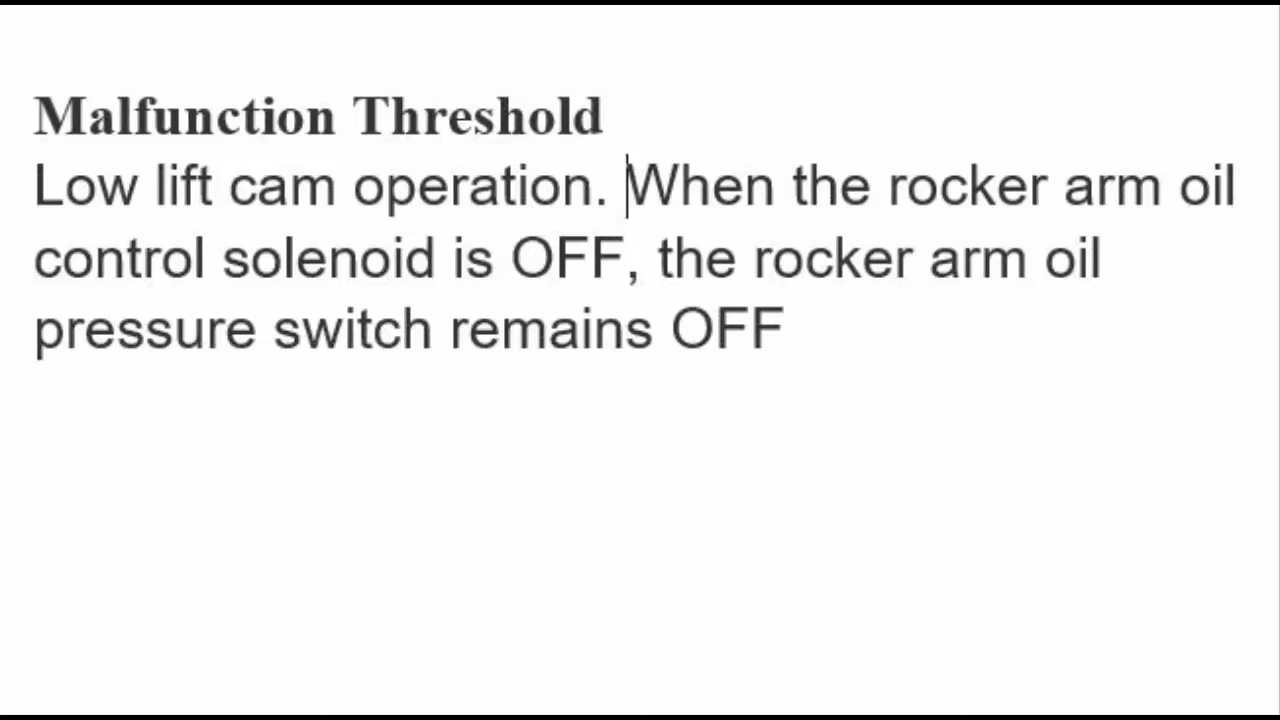 Malfunction Threshold
Low lift cam operation. When the rocker arm oil
control solenoid is OFF, the rocker arm oil
pressure switch remains OFF